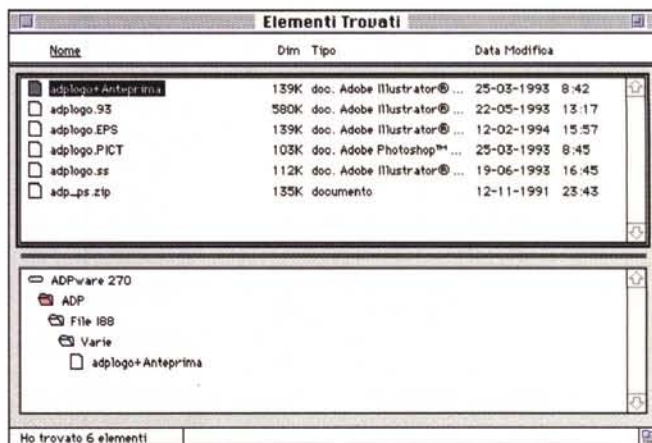 Elementi Trovati
Nome Dim Tipo Data Modifica
adplogo+Anteprima 139K doc. Adobe Illustrator® ... 25-03-1993 8:42
adplogo.93 580K doc. Adobe Illustrator® ... 22-05-1993 13:17
adplogo.EPS 139K doc. Adobe Illustrator® ... 12-02-1994 15:57
adplogo.PICT 103K doc. Adobe Photoshop™ ... 25-03-1993 8:45
adplogo.ss 112K doc. Adobe Illustrator® ... 19-06-1993 16:45
adp_ps.zip 135K documento 12-11-1991 23:43
ADPware 270
ADP
File I88
Varie
adplogo+Anteprima
Ho trovato 6 elementi